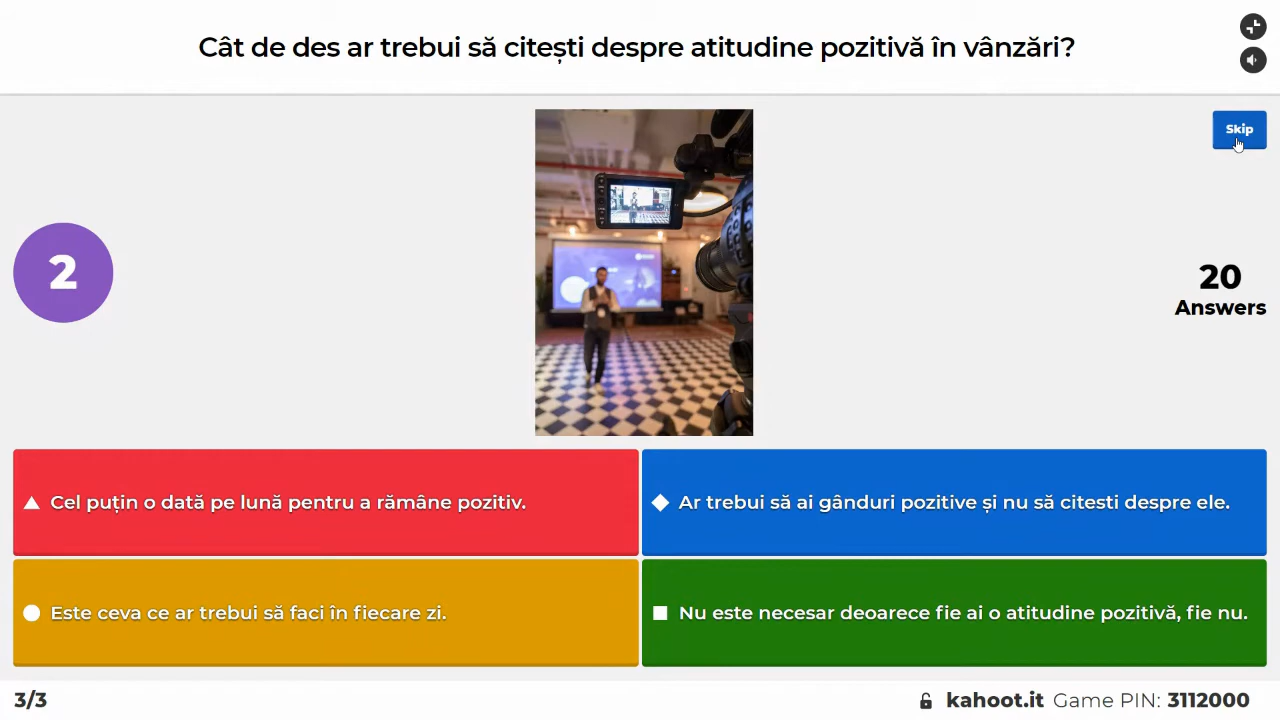 Cât de des ar trebui să citești despre atitudine pozitivă în vânzări?
Skip
2
20
Answers
Cel puțin o dată pe lună pentru a rămâne pozitiv.
Ar trebui să ai gânduri pozitive și nu să citesti despre ele.
Este ceva ce ar trebui să faci în fiecare zi.
Nu este necesar deoarece fie ai o atitudine pozitivă, fie nu.
3/3
kahoot.it Game PIN: 3112000